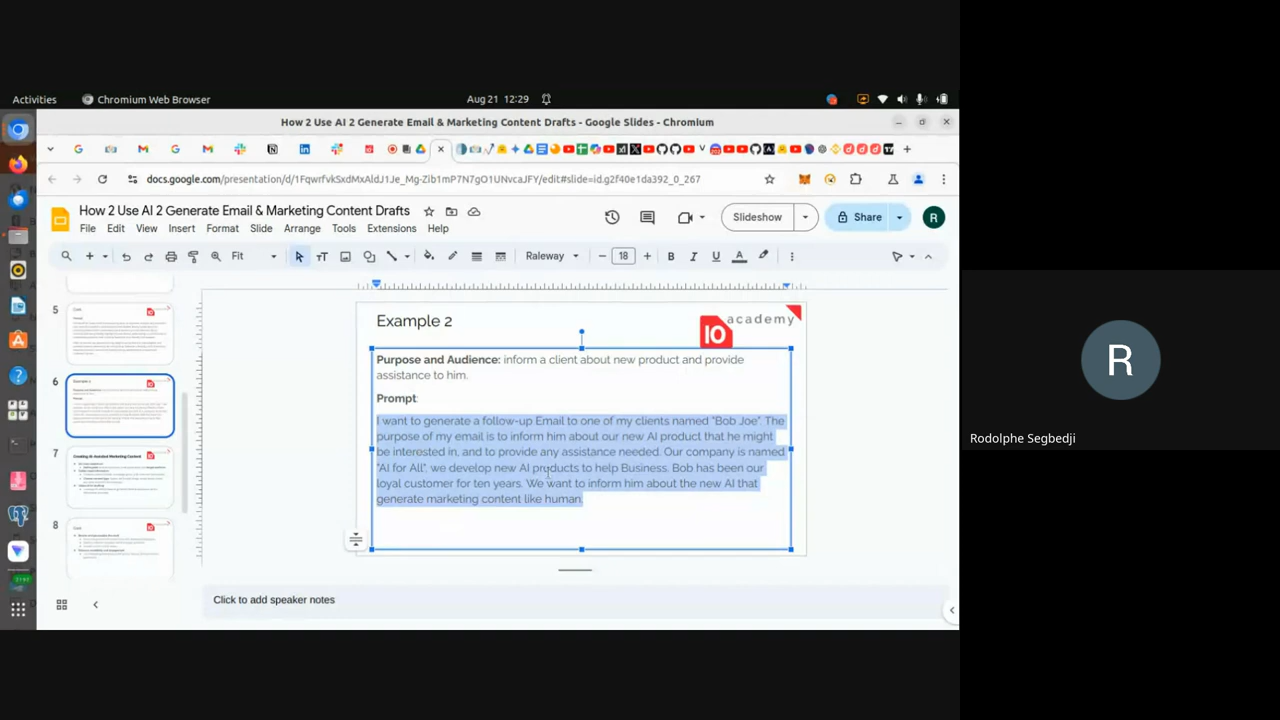 Activities
Chromium Web Browser
Aug 21 12:29
How 2 Use AI 2 Generate Email & Marketing Content Drafts - Google Slides - Chromium
docs.google.com/presentation/d/1FqwrfvkSxdMxAldJ1Je_Mg-Zib1mP7N7gO1UNvcaJFY/edit#slide=id.g2f40e1da392_0_267
How 2 Use AI 2 Generate Email & Marketing Content Drafts
File Edit View Insert Format Slide Arrange Tools Extensions Help
Slideshow
Share
R
Fit
Raleway
18
B I U A
5
6
7
8
Example 2
10 academy
Purpose and Audience: inform a client about new product and provide
assistance to him.
Prompt:
I want to generate a follow-up Email to one of my clients named "Bob Joe". The
purpose of my email is to inform him about our new AI product that he might
be interested in, and to provide any assistance needed. Our company is named
"AI for All", we develop new AI products to help Business. Bob has been our
loyal customer for ten years. We want to inform him about the new AI that
generate marketing content like human.
Example 2
Creating AI-Assisted Marketing Content
Click to add speaker notes
R
Rodolphe Segbedji